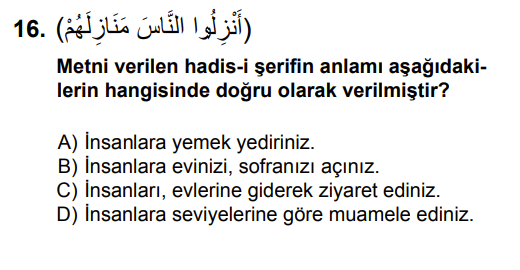 16. (أَنْزِلُوا النَّاسَ مَنَازِلَهُمْ)
Metni verilen hadis-i şerifin anlamı aşağıdaki-
lerin hangisinde doğru olarak verilmiştir?
A) İnsanlara yemek yediriniz.
B) İnsanlara evinizi, sofranızı açınız.
C) İnsanları, evlerine giderek ziyaret ediniz.
D) İnsanlara seviyelerine göre muamele ediniz.